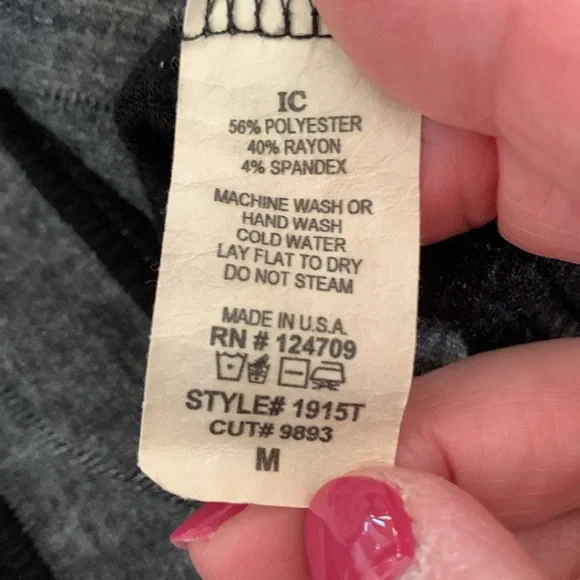 IC
56% POLYESTER
40% RAYON
4% SPANDEX
MACHINE WASH OR
HAND WASH
COLD WATER
LAY FLAT TO DRY
DO NOT STEAM
MADE IN U.S.A.
RN # 124709
STYLE# 1915T
CUT# 9893
M